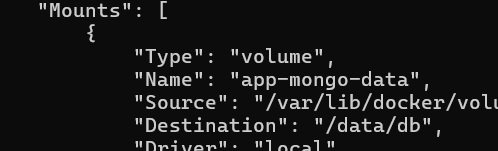 "Mounts": [
{
"Type": "volume",
"Name": "app-mongo-data",
"Source": "/var/lib/docker/volu
"Destination": "/data/db",
"Driver": "local"